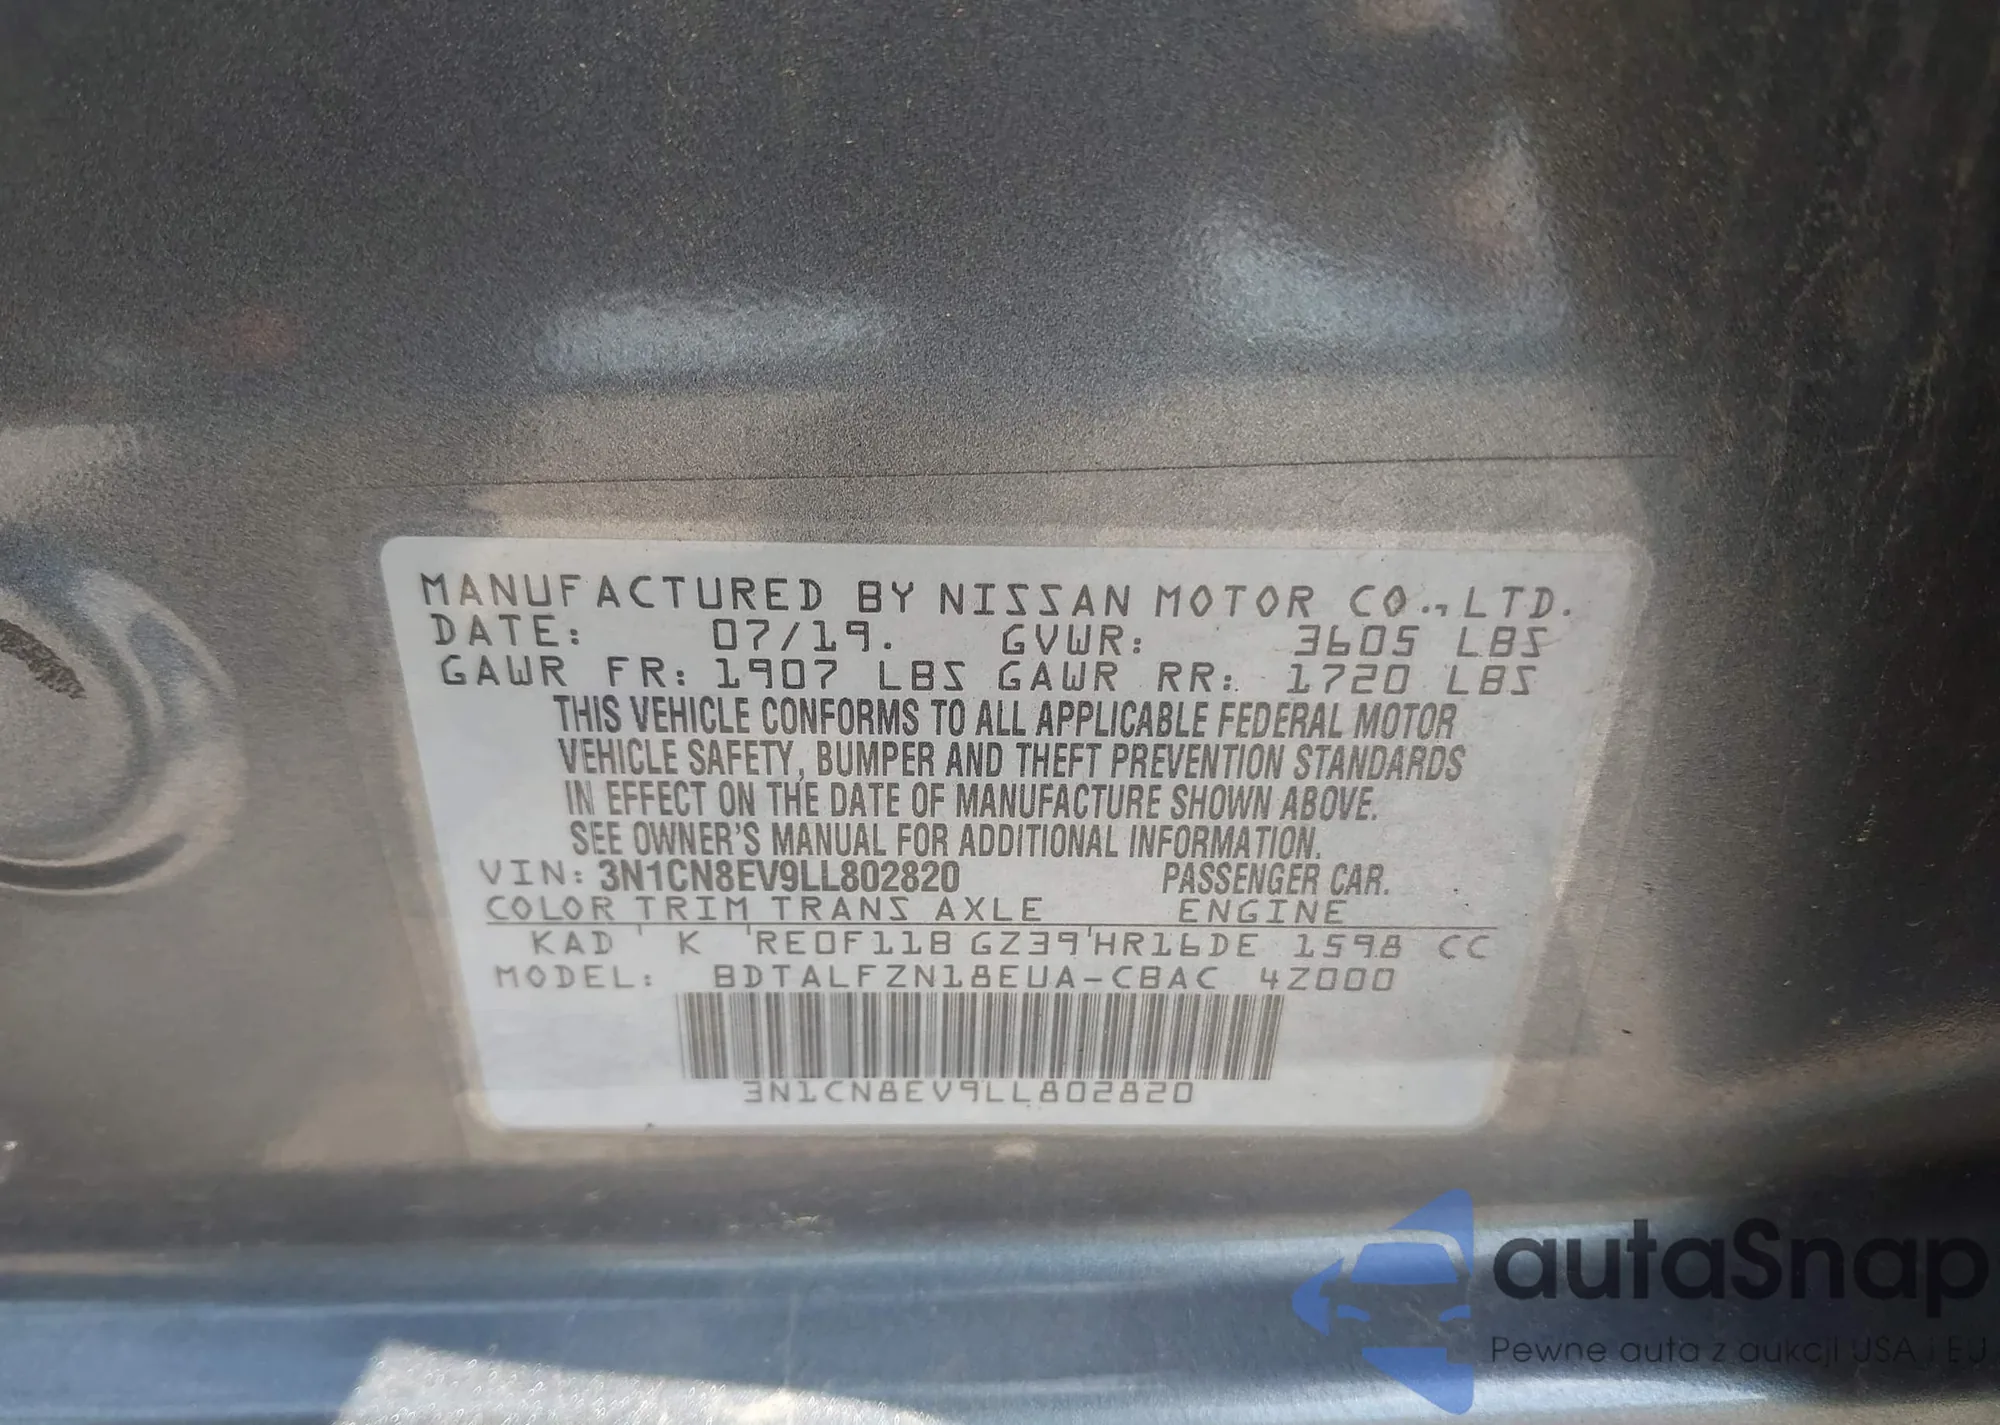 MANUFACTURED BY NISSAN MOTOR CO., LTD.
DATE: 07/19. GVWR: 3605 LBS
GAWR FR: 1907 LBS GAWR RR: 1720 LBS
THIS VEHICLE CONFORMS TO ALL APPLICABLE FEDERAL MOTOR
VEHICLE SAFETY, BUMPER AND THEFT PREVENTION STANDARDS
IN EFFECT ON THE DATE OF MANUFACTURE SHOWN ABOVE.
SEE OWNER'S MANUAL FOR ADDITIONAL INFORMATION.
VIN: 3N1CN8EV9LL802820 PASSENGER CAR.
COLOR TRIM TRANS AXLE ENGINE
KAD ' K 'RE0F11B GZ39'HR16DE 1598 CC
MODEL: BDTALFZN18EUA-CBAC 4Z000
3N1CN8EV9LL802820
autaSnap
Pewne auta z aukcji USA i EU